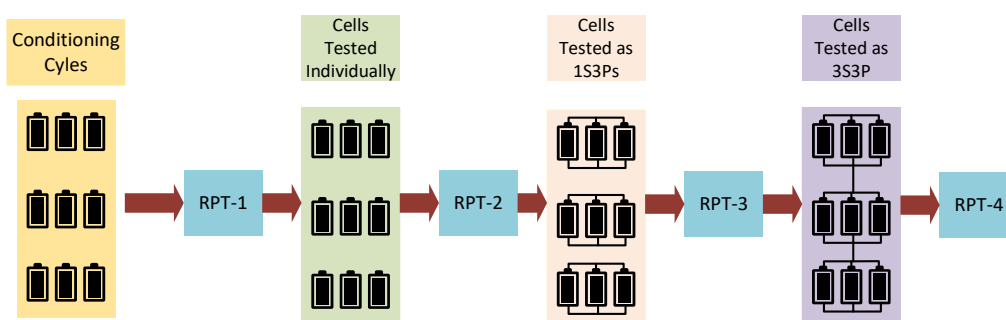 Conditioning
Cyles
Cells
Tested
Individually
Cells
Tested as
1S3Ps
Cells
Tested as
3S3P
RPT-1
RPT-2
RPT-3
RPT-4